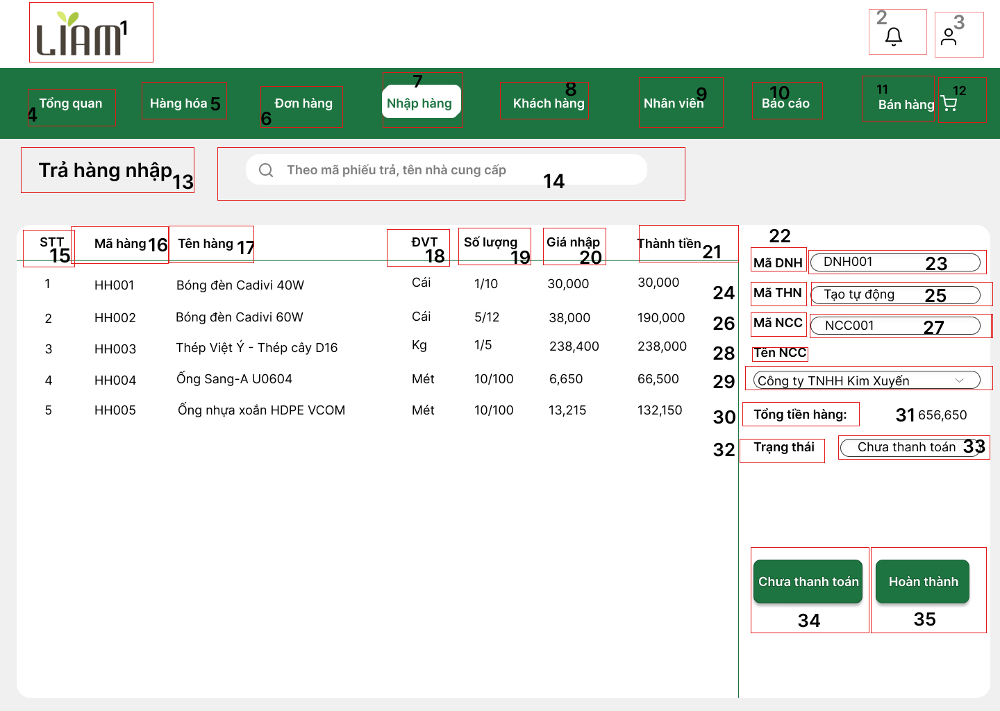 LIAM 1
2
3
4 Tổng quan
Hàng hóa 5
6 Đơn hàng
7
Nhập hàng
8
Khách hàng
9
Nhân viên
10
Báo cáo
11
Bán hàng
12
Trả hàng nhập 13
Theo mã phiếu trả, tên nhà cung cấp
14
STT 15
Mã hàng 16
Tên hàng 17
ĐVT 18
Số lượng 19
Giá nhập 20
Thành tiền 21
1 HH001 Bóng đèn Cadivi 40W Cái 1/10 30,000 30,000
2 HH002 Bóng đèn Cadivi 60W Cái 5/12 38,000 190,000
3 HH003 Thép Việt Ý - Thép cây D16 Kg 1/5 238,400 238,000
4 HH004 Ống Sang-A U0604 Mét 10/100 6,650 66,500
5 HH005 Ống nhựa xoắn HDPE VCOM Mét 10/100 13,215 132,150
22
Mã DNH DNH001 23
24 Mã THN Tạo tự động 25
26 Mã NCC NCC001 27
28 Tên NCC
29 Công ty TNHH Kim Xuyến
30 Tổng tiền hàng: 31 656,650
32 Trạng thái Chưa thanh toán 33
Chưa thanh toán Hoàn thành
34 35